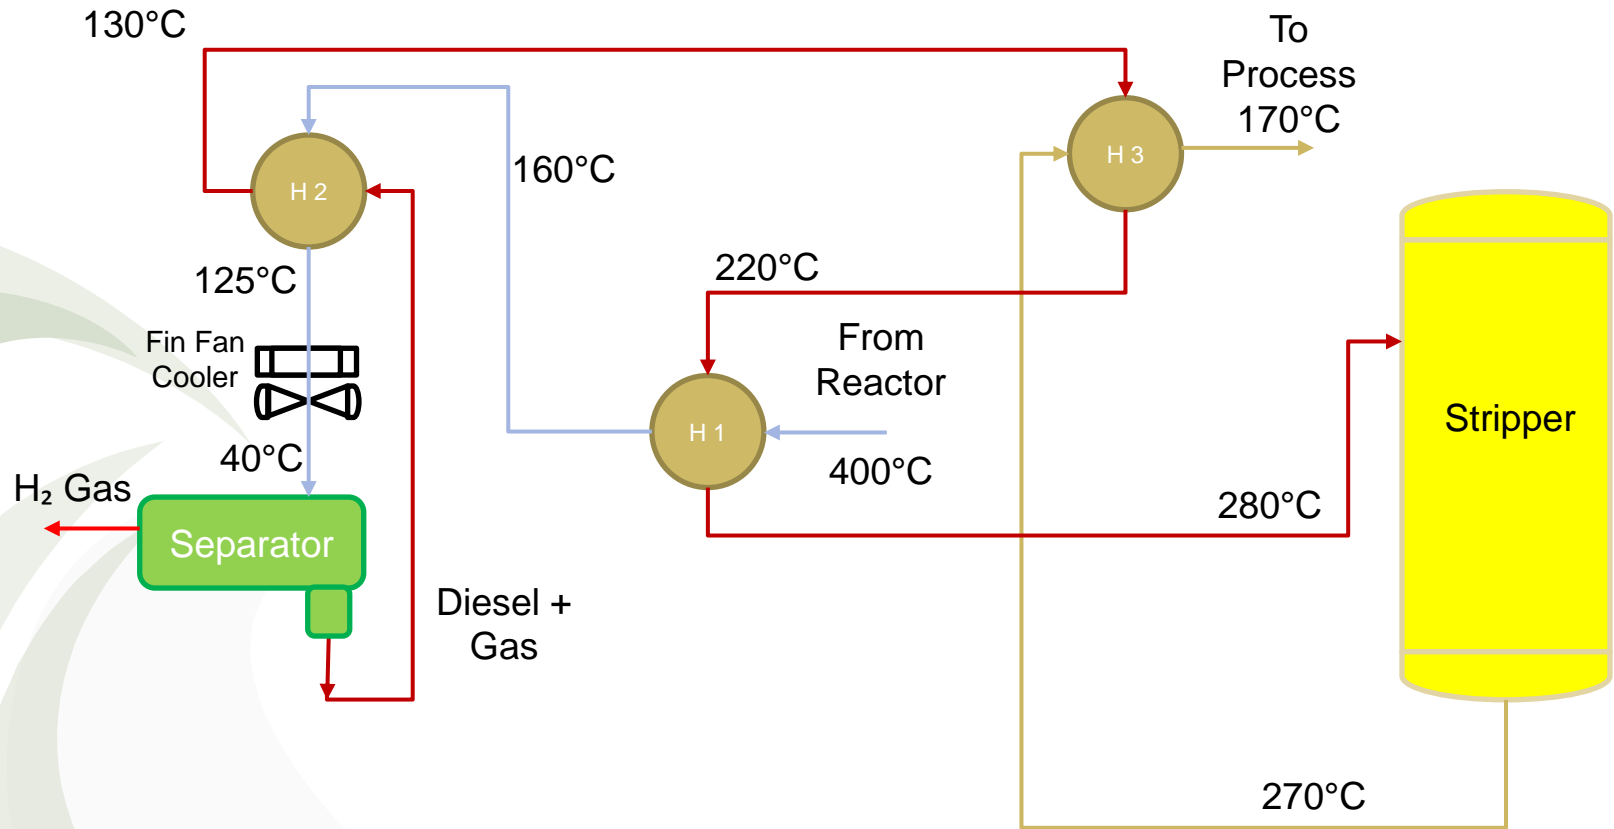 130°C
To
Process
170°C
H 3
160°C
H 2
220°C
125°C
From
Reactor
Fin Fan
Cooler
Stripper
H 1
40°C
400°C
H₂ Gas
280°C
Separator
Diesel +
Gas
270°C